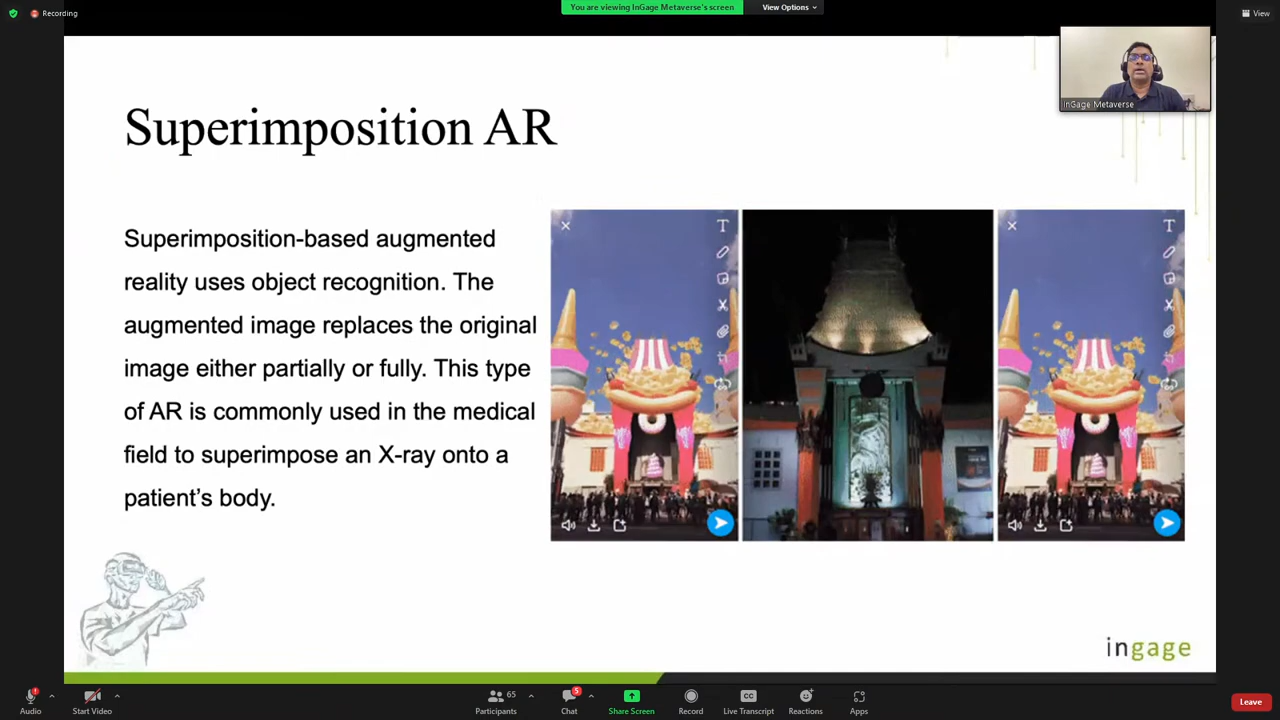 Recording
You are viewing InGage Metaverse's screen
View Options
View
InGage Metaverse
Superimposition AR
Superimposition-based augmented
reality uses object recognition. The
augmented image replaces the original
image either partially or fully. This type
of AR is commonly used in the medical
field to superimpose an X-ray onto a
patient’s body.
T
T
ingage
Audio
Start Video
65
Participants
5
Chat
Share Screen
Record
CC
Live Transcript
Reactions
Apps
Leave